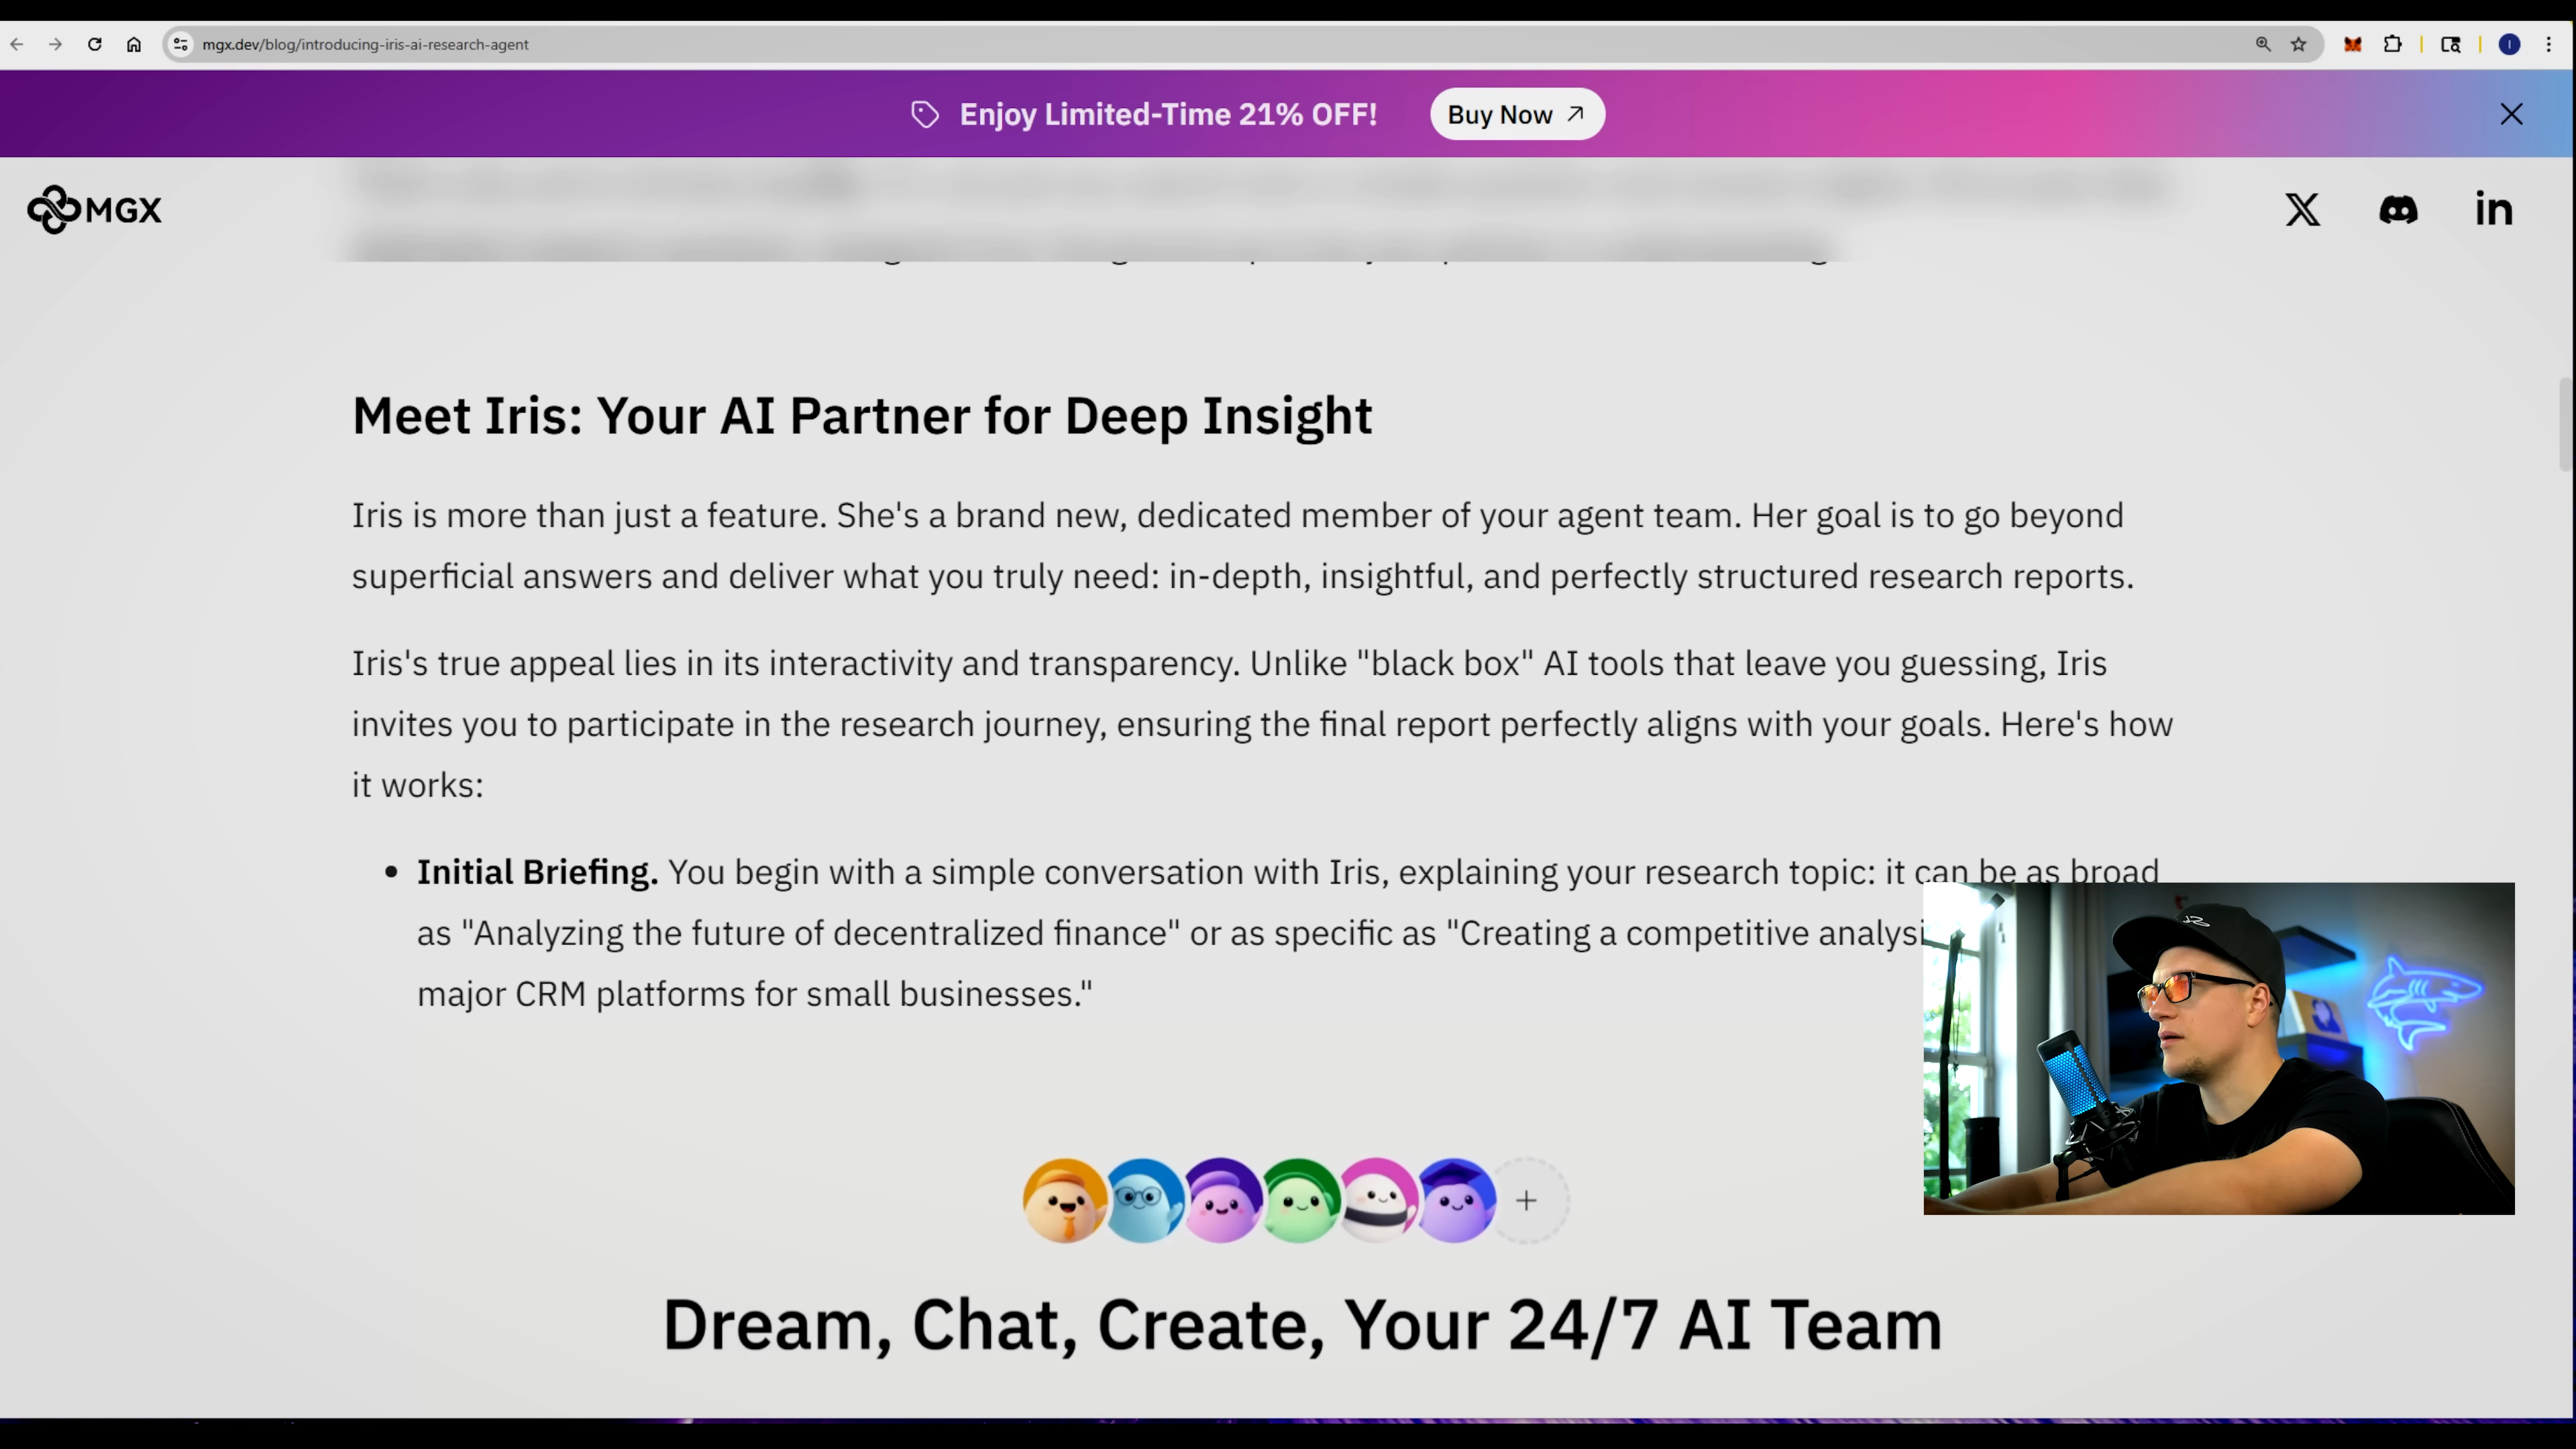 mgx.dev/blog/introducing-iris-ai-research-agent
Enjoy Limited-Time 21% OFF!
Buy Now
MGX
Meet Iris: Your AI Partner for Deep Insight
Iris is more than just a feature. She's a brand new, dedicated member of your agent team. Her goal is to go beyond
superficial answers and deliver what you truly need: in-depth, insightful, and perfectly structured research reports.
Iris's true appeal lies in its interactivity and transparency. Unlike "black box" AI tools that leave you guessing, Iris
invites you to participate in the research journey, ensuring the final report perfectly aligns with your goals. Here's how
it works:
• Initial Briefing. You begin with a simple conversation with Iris, explaining your research topic: it can be as broad
as "Analyzing the future of decentralized finance" or as specific as "Creating a competitive
major CRM platforms for small businesses."
Dream, Chat, Create, Your 24/7 AI Team